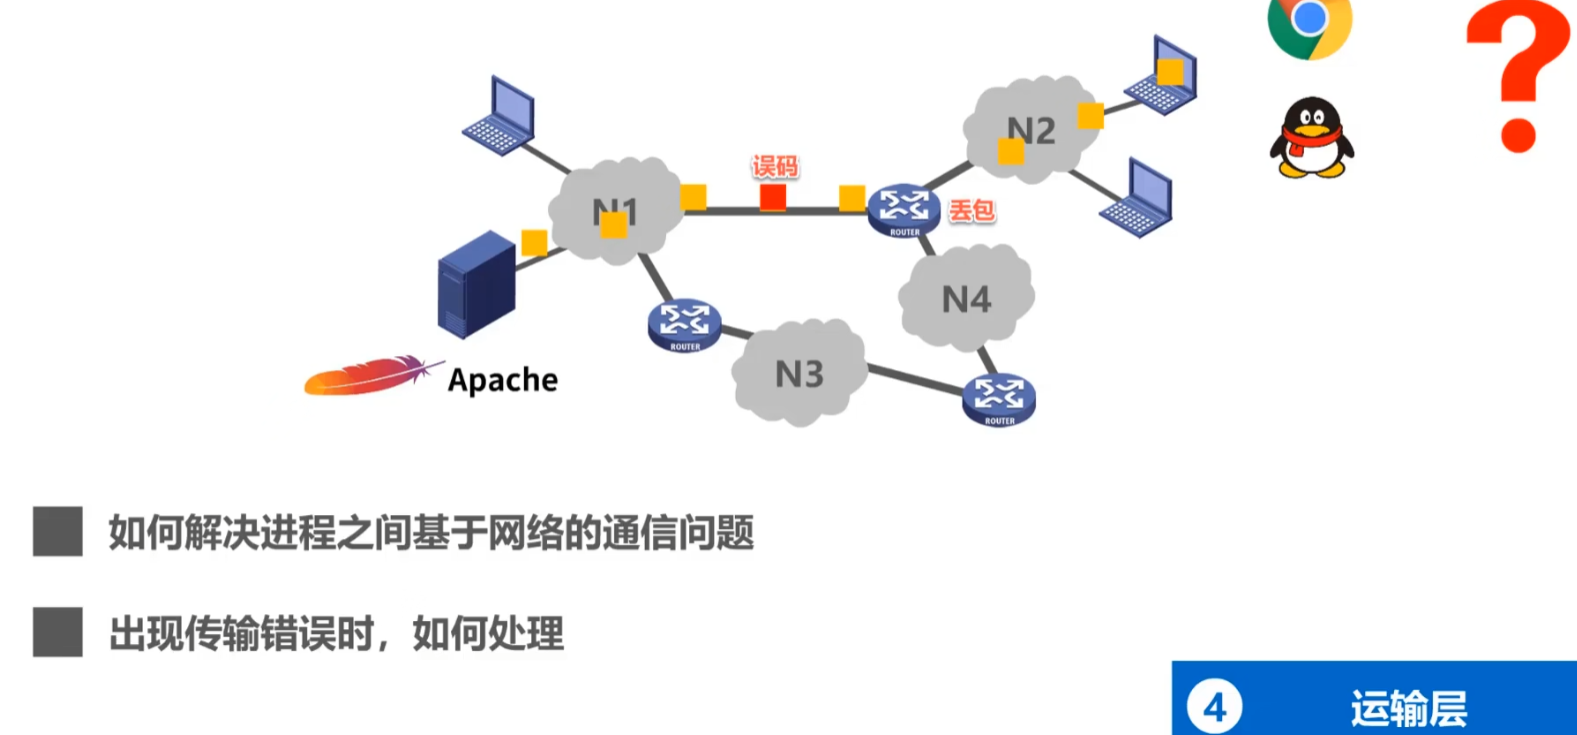 误码
N2
N1
ROUTER
丢包
N4
ROUTER
N3
Apache
ROUTER
如何解决进程之间基于网络的通信问题
出现传输错误时，如何处理
4 运输层
?